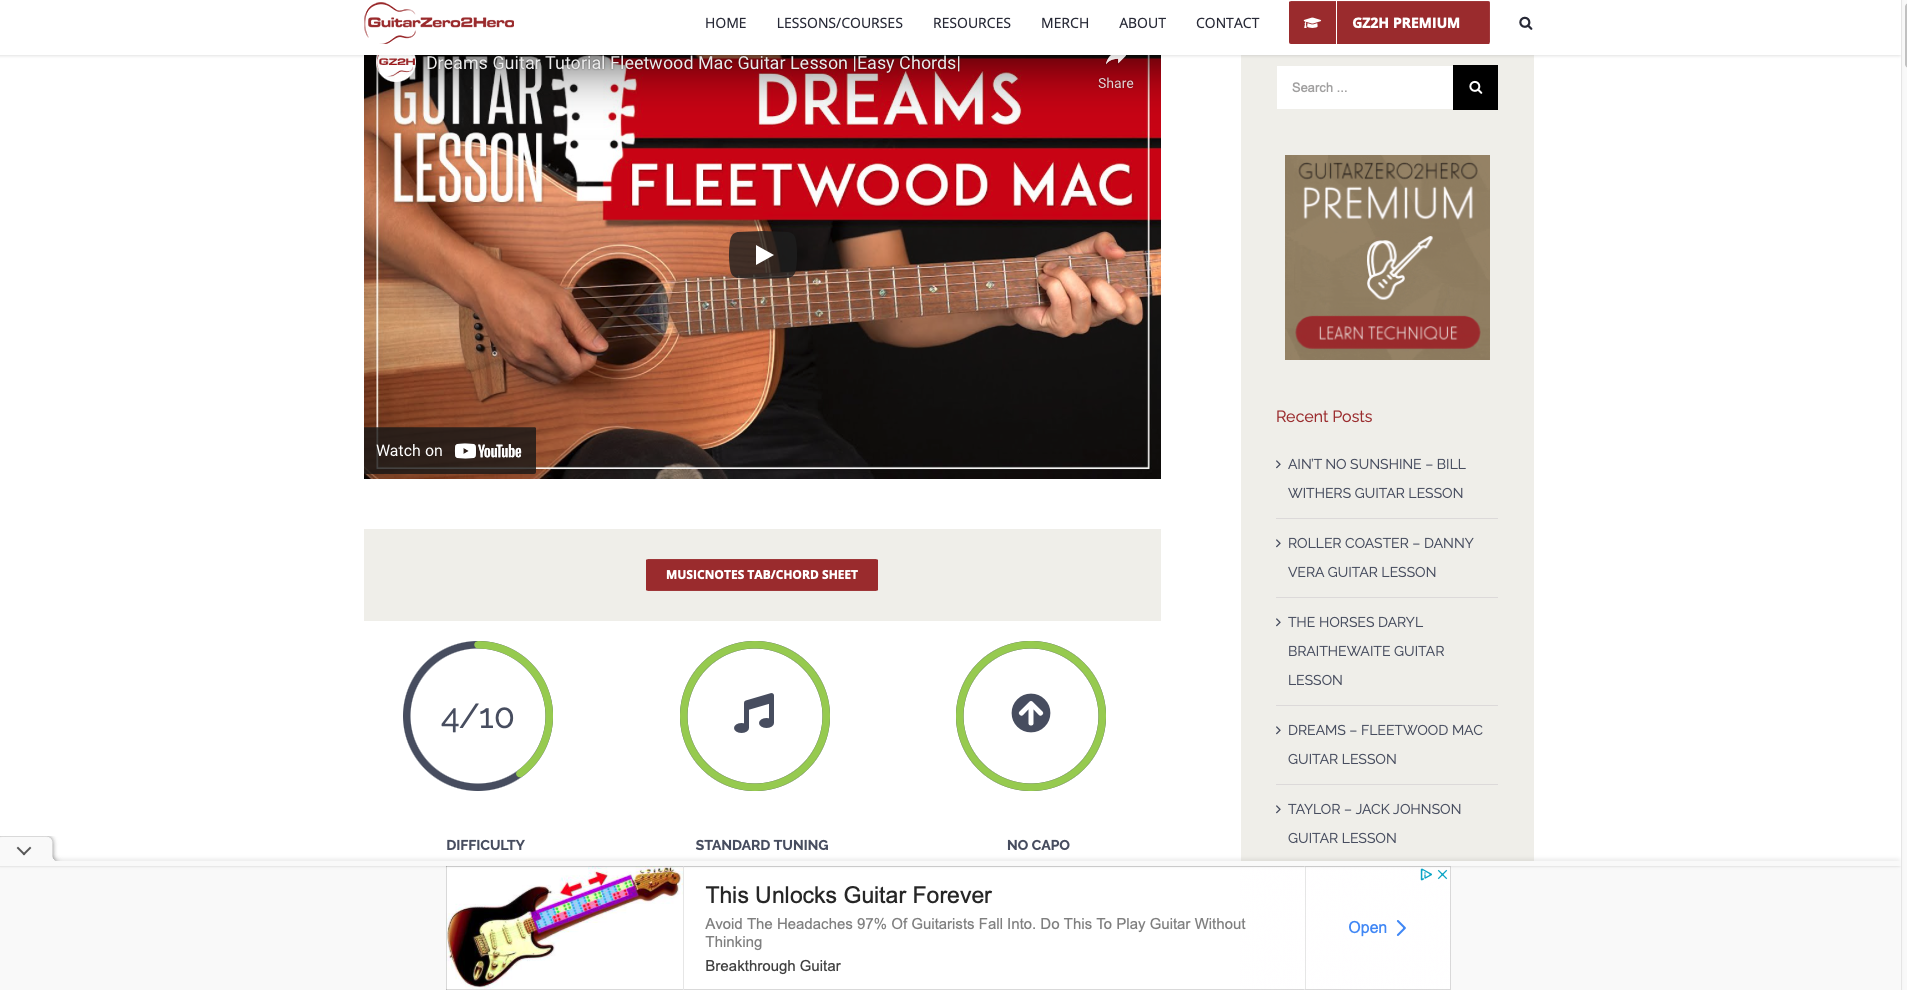 GuitarZero2Hero
HOME
LESSONS/COURSES
RESOURCES
MERCH
ABOUT
CONTACT
GZ2H PREMIUM
GZ2H
Dreams Guitar Tutorial Fleetwood Mac Guitar Lesson |Easy Chords|
Share
GUITAR
LESSON
DREAMS
FLEETWOOD MAC
Watch on
YouTube
MUSICNOTES TAB/CHORD SHEET
4/10
DIFFICULTY
STANDARD TUNING
NO CAPO
Search ...
GUITARZERO2HERO
PREMIUM
LEARN TECHNIQUE
Recent Posts
AIN'T NO SUNSHINE – BILL
WITHERS GUITAR LESSON
ROLLER COASTER – DANNY
VERA GUITAR LESSON
THE HORSES DARYL
BRAITHEWAITE GUITAR
LESSON
DREAMS – FLEETWOOD MAC
GUITAR LESSON
TAYLOR – JACK JOHNSON
GUITAR LESSON
This Unlocks Guitar Forever
Avoid The Headaches 97% Of Guitarists Fall Into. Do This To Play Guitar Without
Thinking
Breakthrough Guitar
Open